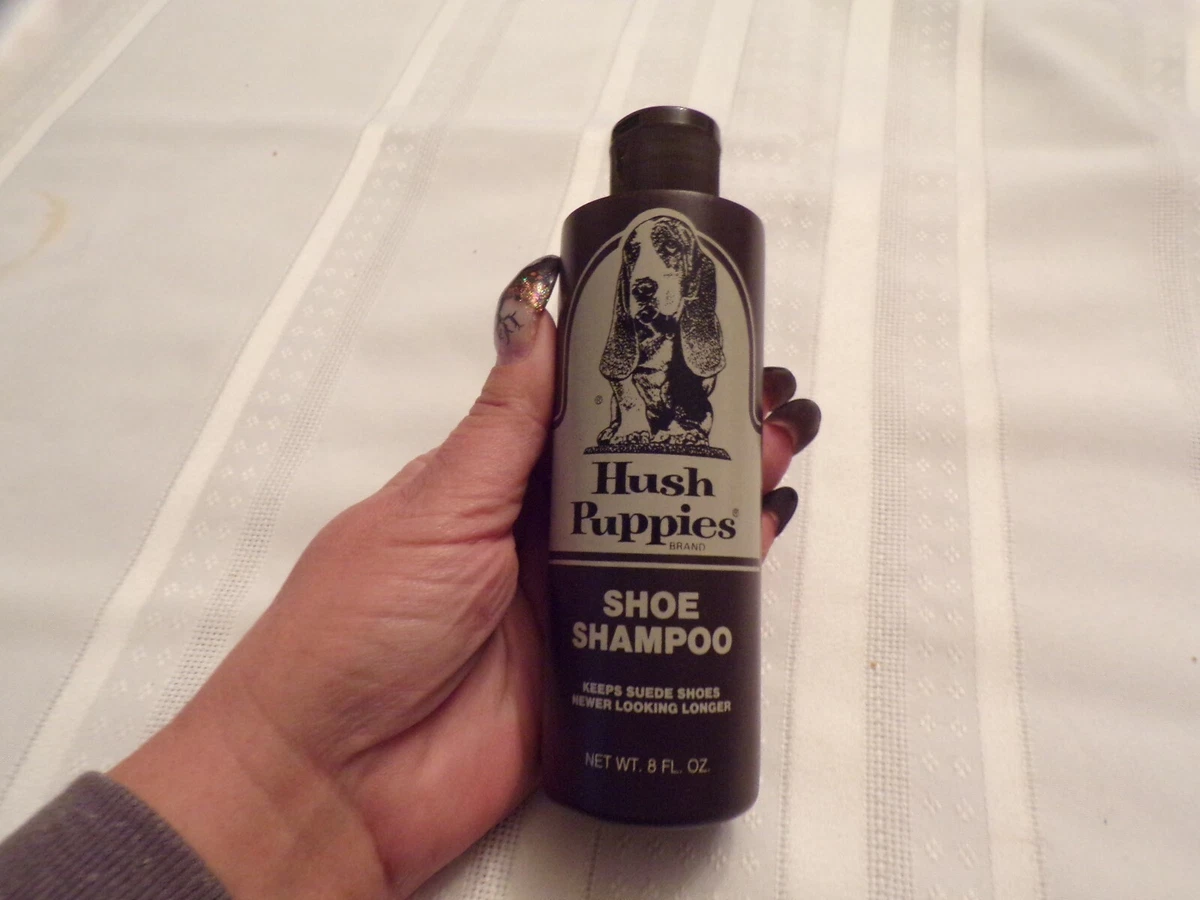 ®
Hush
Puppies®
BRAND
SHOE
SHAMPOO
KEEPS SUEDE SHOES
NEWER LOOKING LONGER
NET WT. 8 FL. OZ.